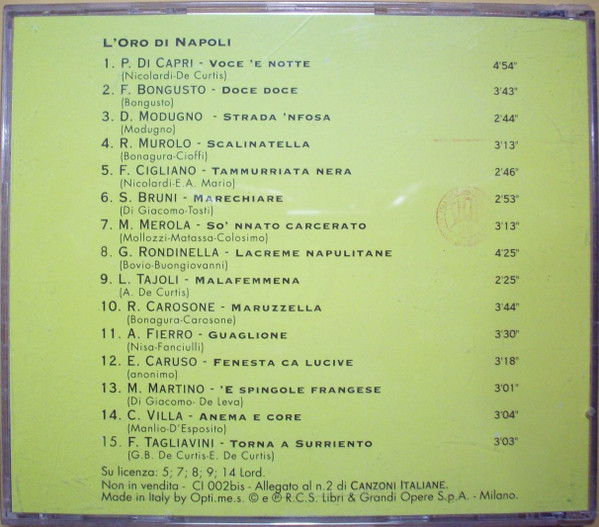 L'ORO DI NAPOLI
1. P. DI CAPRI - VOCE 'E NOTTE 4'54"
(Nicolardi-De Curtis)
2. F. BONGUSTO - DOCE DOCE 3'43"
(Bongusto)
3. D. MODUGNO - STRADA 'NFOSA 2'44"
(Modugno)
4. R. MUROLO - SCALINATELLA 3'13"
(Bonagura-Cioffi)
5. F. CIGLIANO - TAMMURRIATA NERA 2'46"
(Nicolardi-E.A. Mario)
6. S. BRUNI - MARECHIARE 2'53"
(Di Giacomo-Tosti)
7. M. MEROLA - SO' NNATO CARCERATO 3'13"
(Mollozzi-Matassa-Colosimo)
8. G. RONDINELLA - LACREME NAPULITANE 4'25"
(Bovio-Buongiovanni)
9. L. TAJOLI - MALAFEMMENA 2'25"
(A. De Curtis)
10. R. CAROSONE - MARUZZELLA 3'44"
(Bonagura-Carosone)
11. A. FIERRO - GUAGLIONE 3'30"
(Nisa-Fanciulli)
12. E. CARUSO - FENESTA CA LUCIVE 3'18"
(anonimo)
13. M. MARTINO - 'E SPINGOLE FRANGESE 3'01"
(Di Giacomo- De Leva)
14. C. VILLA - ANEMA E CORE 3'04"
(Manlio-D'Esposito)
15. F. TAGLIAVINI - TORNA A SURRIENTO 3'03"
(G.B. De Curtis-E. De Curtis)
Su licenza: 5; 7; 8; 9; 14 Lord.
Non in vendita - CI 002bis - Allegato al n.2 di CANZONI ITALIANE.
Made in Italy by Opti.me.s. © e ℗ R.C.S. Libri & Grandi Opere S.p.A. - Milano.